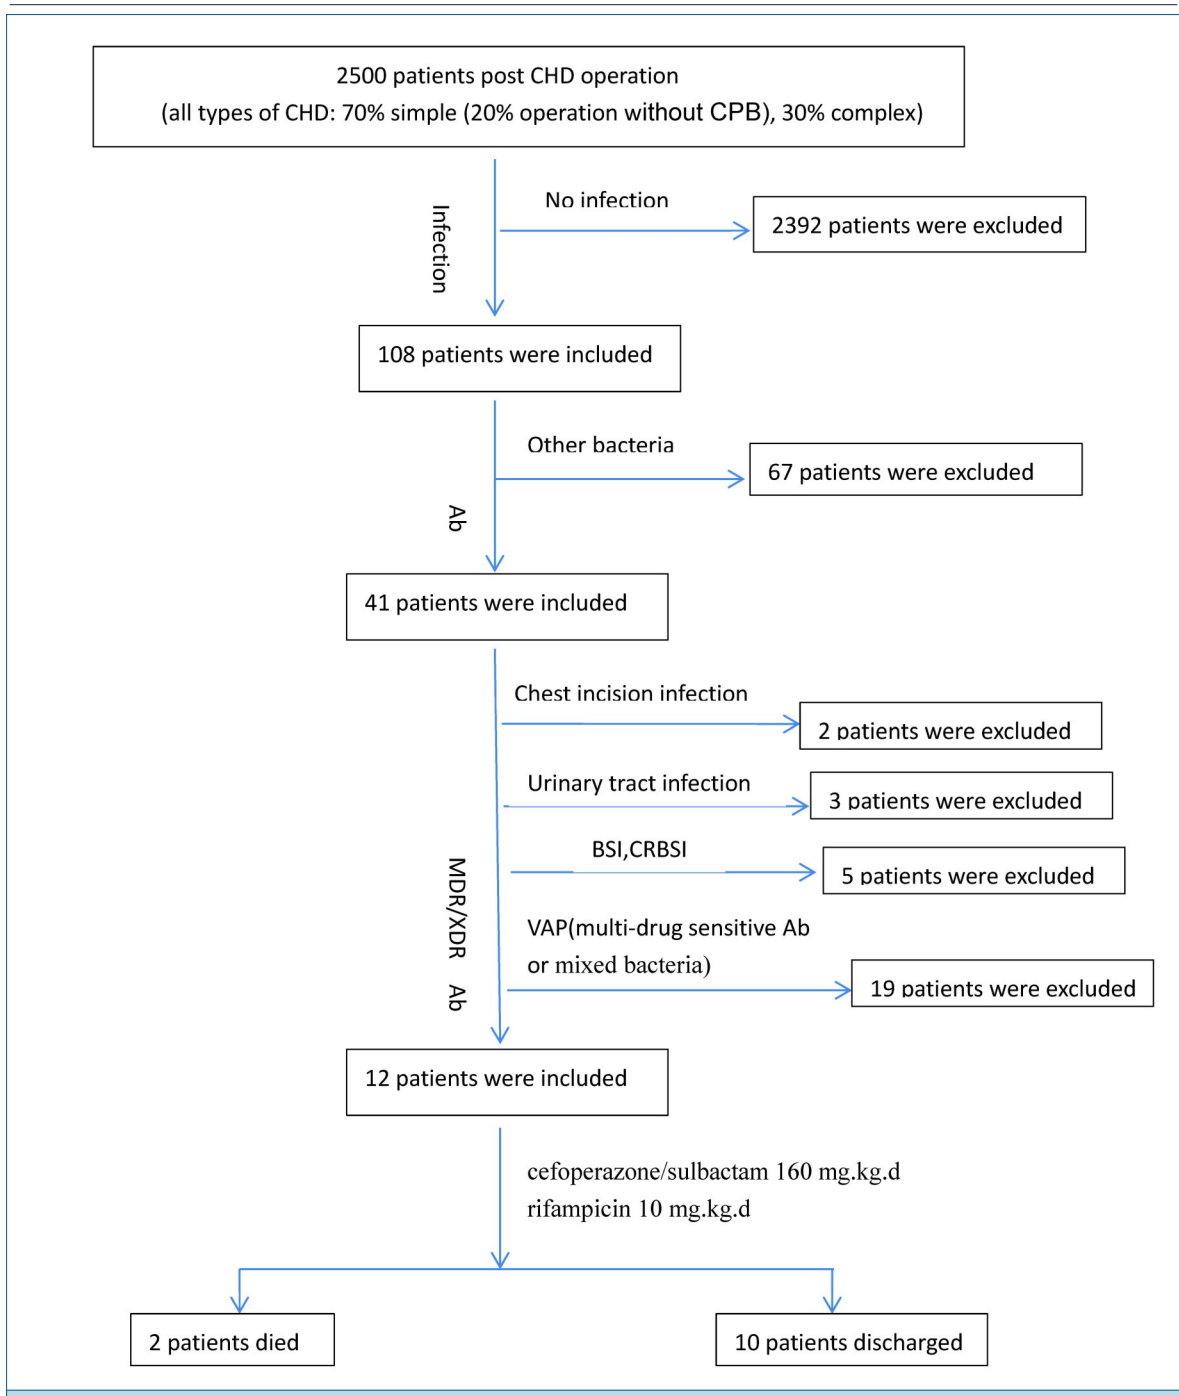 2500 patients post CHD operation
(all types of CHD: 70% simple (20% operation without CPB), 30% complex)
No infection
Infection
2392 patients were excluded
108 patients were included
Other bacteria
67 patients were excluded
Ab
41 patients were included
Chest incision infection
2 patients were excluded
Urinary tract infection
3 patients were excluded
BSI,CRBSI
5 patients were excluded
MDR/XDR Ab
VAP(multi-drug sensitive Ab
or mixed bacteria)
19 patients were excluded
12 patients were included
cefoperazone/sulbactam 160 mg.kg.d
rifampicin 10 mg.kg.d
2 patients died
10 patients discharged